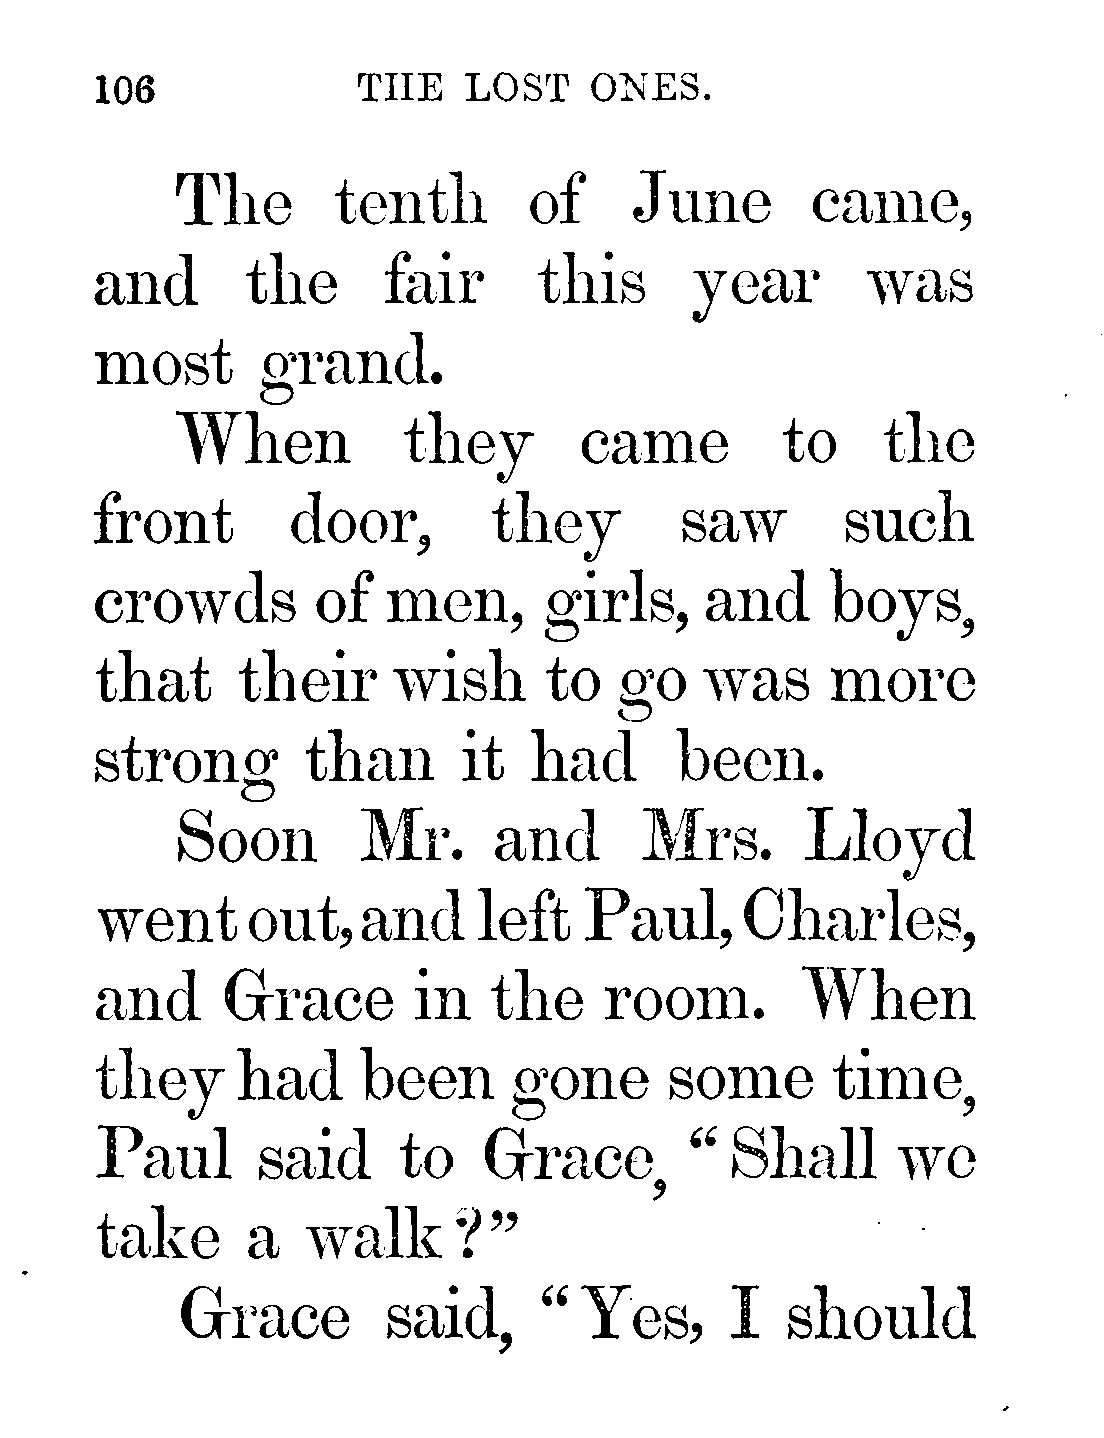 106 THE LOST ONES.
The tenth of June came,
and the fair this year was
most grand.
When they came to the
front door, they saw such
crowds of men, girls, and boys,
that their wish to go was more
strong than it had been.
Soon Mr. and Mrs. Lloyd
went out, and left Paul, Charles,
and Grace in the room. When
they had been gone some time,
Paul said to Grace, “Shall we
take a walk?”
Grace said, “Yes, I should